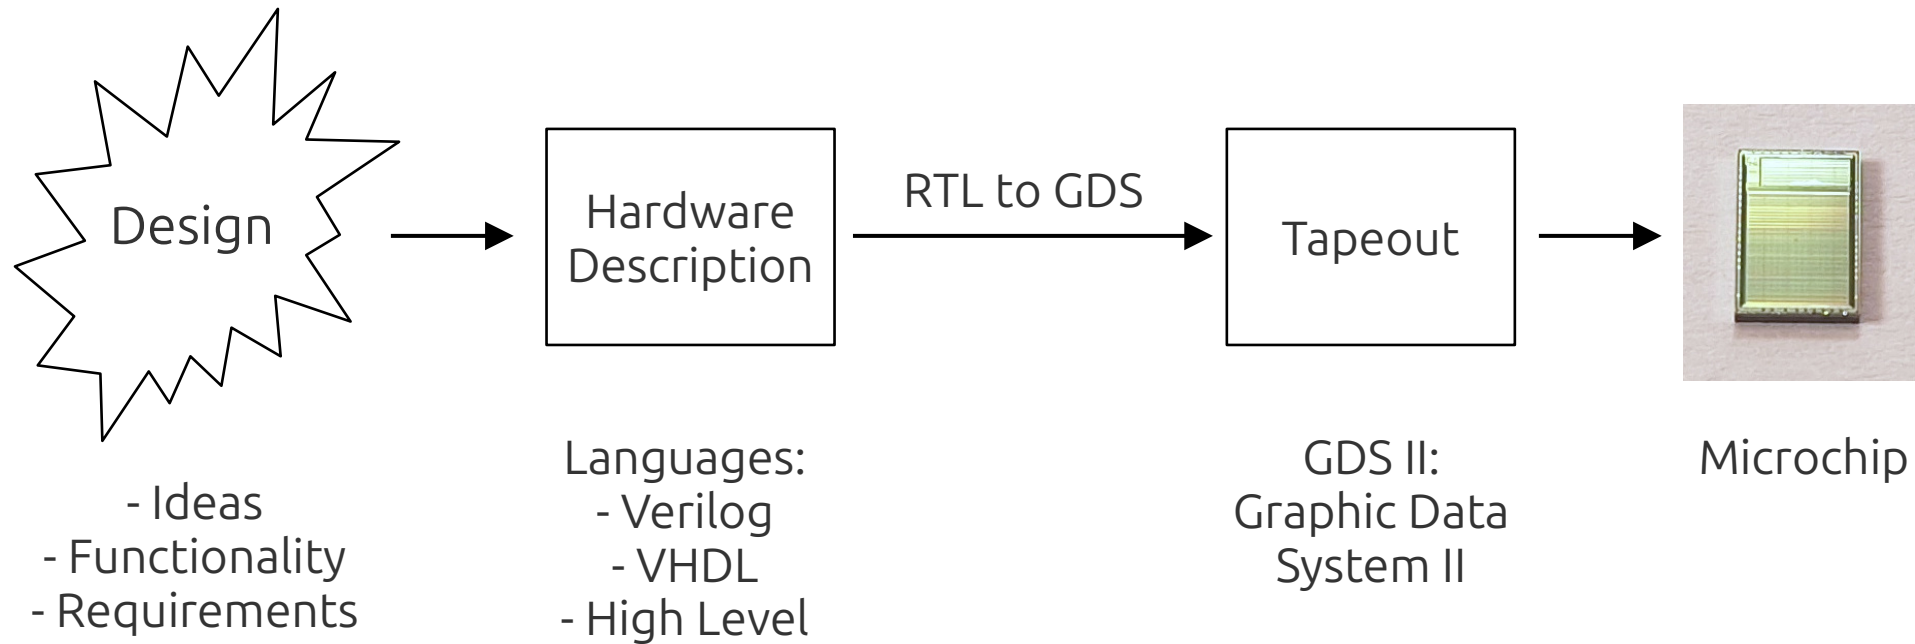 Design
- Ideas
- Functionality
- Requirements
Hardware
Description
Languages:
- Verilog
- VHDL
- High Level
RTL to GDS
Tapeout
GDS II:
Graphic Data
System II
Microchip